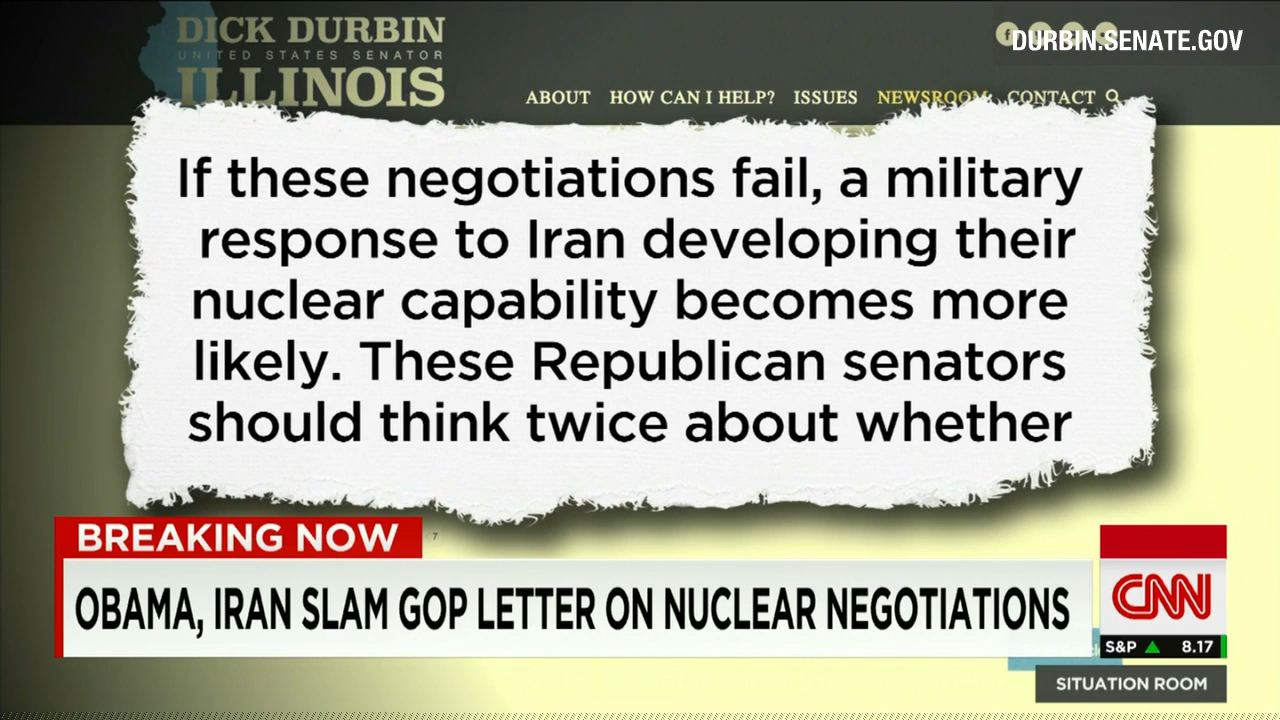 DICK DURBIN
UNITED STATES SENATOR
ILLINOIS
DURBIN.SENATE.GOV
ABOUT HOW CAN I HELP? ISSUES NEWSROOM CONTACT
If these negotiations fail, a military
response to Iran developing their
nuclear capability becomes more
likely. These Republican senators
should think twice about whether
BREAKING NOW
7
OBAMA, IRAN SLAM GOP LETTER ON NUCLEAR NEGOTIATIONS
CNN
S&P ▲ 8.17
SITUATION ROOM